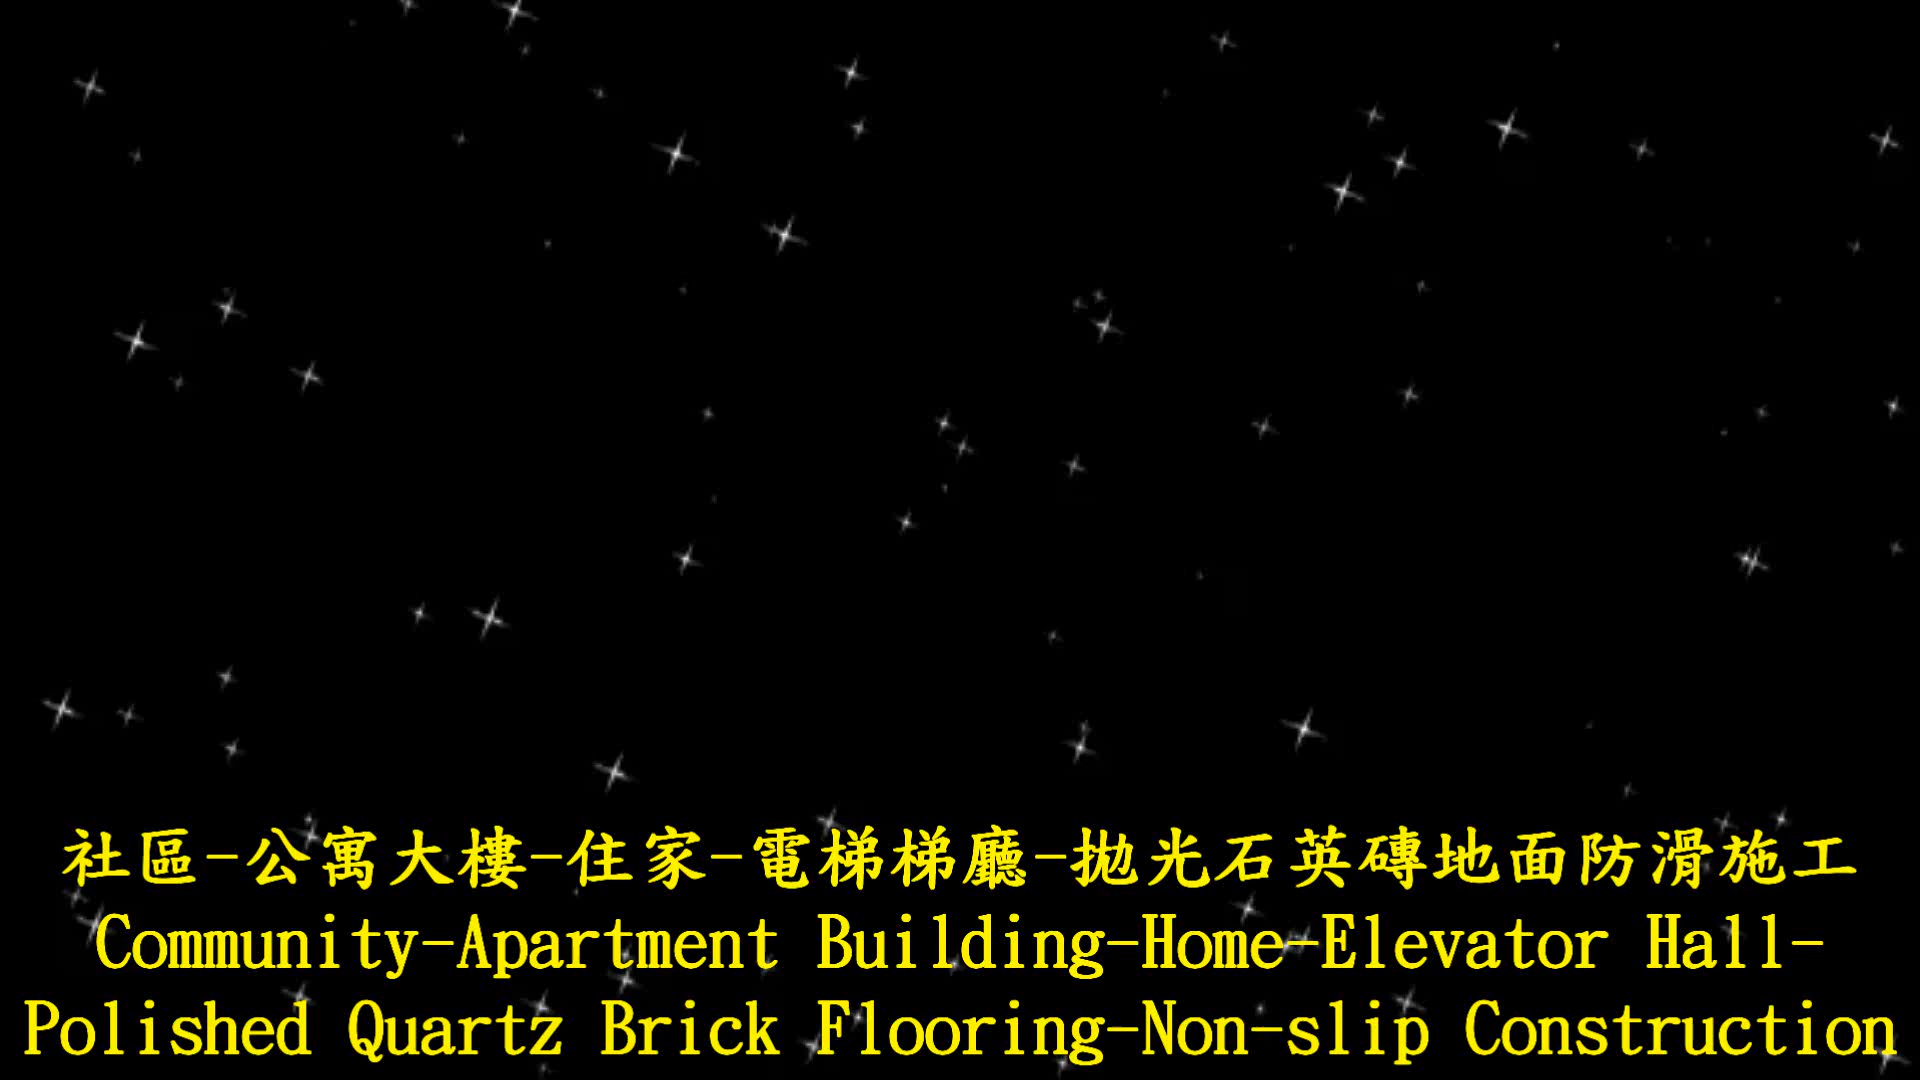 社區-公寓大樓-住家-電梯梯廳-拋光石英磚地面防滑施工
Community-Apartment Building-Home-Elevator Hall-
Polished Quartz Brick Flooring-Non-slip Construction